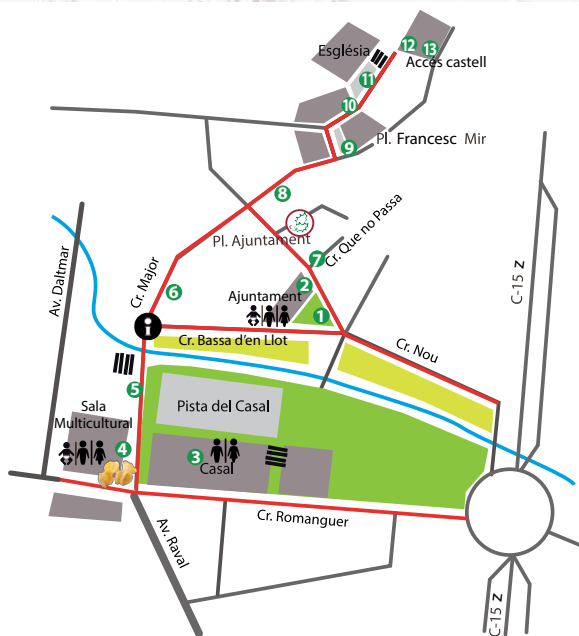 12
13
Església
Accés castell
11
10
Pl. Francesc Mir
9
8
Pl. Ajuntament
Cr. Que no Passa
7
C-15 z
Av. Daltmar
Cr. Major
6
2
Ajuntament
1
i
Cr. Bassa d'en Llot
Cr. Nou
5
Pista del Casal
Sala
Multicultural
4
3
Casal
Cr. Romanguer
Av. Raval
C-15 z